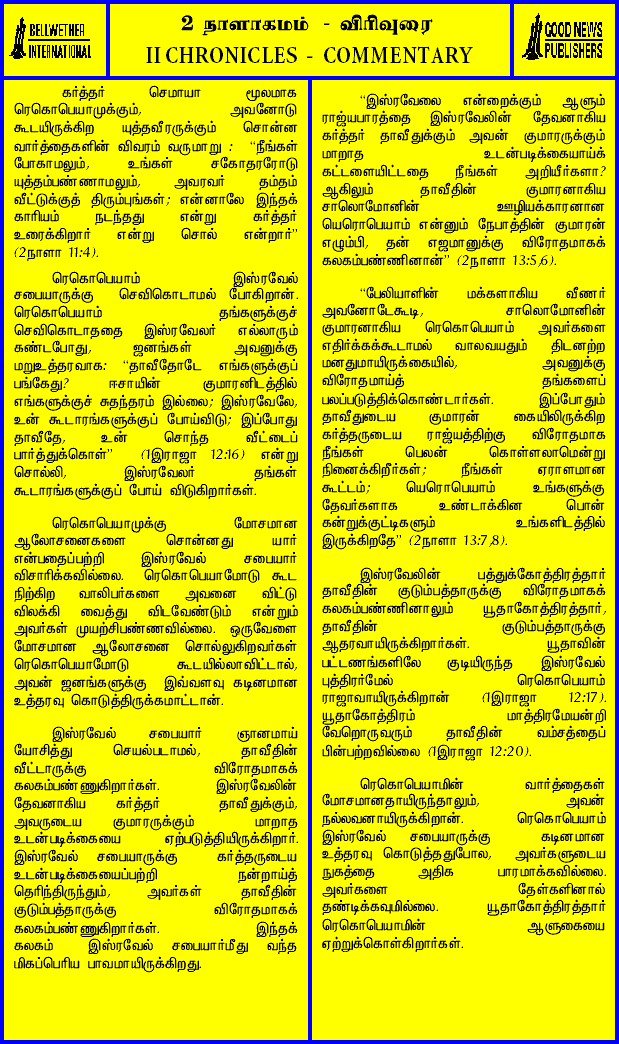 BELLWETHER
INTERNATIONAL
2 நாளாகமம் - விரிவுரை
II CHRONICLES - COMMENTARY
GOOD NEWS
PUBLISHERS
கர்த்தர் செமாயா மூலமாக
ரெகொபெயாமுக்கும், அவனோடு
கூடயிருக்கிற யுத்தவீரருக்கும் சொன்ன
வார்த்தைகளின் விவரம் வருமாறு : “நீங்கள்
போகாமலும், உங்கள் சகோதரரோடு
யுத்தம்பண்ணாமலும், அவரவர் தம்தம்
வீட்டுக்குத் திரும்புங்கள்; என்னாலே இந்தக்
காரியம் நடந்தது என்று கர்த்தர்
உரைக்கிறார் என்று சொல் என்றார்”
(2நாளா 11:4).
ரெகொபெயாம் இஸ்ரவேல்
சபையாருக்கு செவிகொடாமல் போகிறான்.
ரெகொபெயாம் தங்களுக்குச்
செவிகொடாததை இஸ்ரவேலர் எல்லாரும்
கண்டபோது, ஜனங்கள் அவனுக்கு
மறுஉத்தரவாக: “தாவீதோடே எங்களுக்குப்
பங்கேது? ஈசாயின் குமாரனிடத்தில்
எங்களுக்குச் சுதந்தரம் இல்லை; இஸ்ரவேலே,
உன் கூடாரங்களுக்குப் போய்விடு; இப்போது
தாவீதே, உன் சொந்த வீட்டைப்
பார்த்துக்கொள்” (1இராஜா 12:16) என்று
சொல்லி, இஸ்ரவேலர் தங்கள்
கூடாரங்களுக்குப் போய் விடுகிறார்கள்.
ரெகொபெயாமுக்கு மோசமான
ஆலோசனைகளை சொன்னது யார்
என்பதைப்பற்றி இஸ்ரவேல் சபையார்
விசாரிக்கவில்லை. ரெகொபெயாமோடு கூட
நிற்கிற வாலிபர்களை அவனை விட்டு
விலக்கி வைத்து விடவேண்டும் என்றும்
அவர்கள் முயற்சிபண்ணவில்லை. ஒருவேளை
மோசமான ஆலோசனை சொல்லுகிறவர்கள்
ரெகொபெயாமோடு கூடயில்லாவிட்டால்,
அவன் ஜனங்களுக்கு இவ்வளவு கடினமான
உத்தரவு கொடுத்திருக்கமாட்டான்.
இஸ்ரவேல் சபையார் ஞானமாய்
யோசித்து செயல்படாமல், தாவீதின்
வீட்டாருக்கு விரோதமாகக்
கலகம்பண்ணுகிறார்கள். இஸ்ரவேலின்
தேவனாகிய கர்த்தர் தாவீதுக்கும்,
அவருடைய குமாரருக்கும் மாறாத
உடன்படிக்கையை ஏற்படுத்தியிருக்கிறார்.
இஸ்ரவேல் சபையாருக்கு கர்த்தருடைய
உடன்படிக்கையைப்பற்றி நன்றாய்த்
தெரிந்திருந்தும், அவர்கள் தாவீதின்
குடும்பத்தாருக்கு விரோதமாகக்
கலகம்பண்ணுகிறார்கள். இந்தக்
கலகம் இஸ்ரவேல் சபையார்மீது வந்த
மிகப்பெரிய பாவமாயிருக்கிறது.
“இஸ்ரவேலை என்றைக்கும் ஆளும்
ராஜ்யபாரத்தை இஸ்ரவேலின் தேவனாகிய
கர்த்தர் தாவீதுக்கும் அவன் குமாரருக்கும்
மாறாத உடன்படிக்கையாய்க்
கட்டளையிட்டதை நீங்கள் அறியீர்களா?
ஆகிலும் தாவீதின் குமாரனாகிய
சாலொமோனின் ஊழியக்காரனான
யெரொபெயாம் என்னும் நேபாத்தின் குமாரன்
எழும்பி, தன் எஜமானுக்கு விரோதமாகக்
கலகம்பண்ணினான்” (2நாளா 13:5,6).
“பேலியாளின் மக்களாகிய வீணர்
அவனோடேகூடி, சாலொமோனின்
குமாரனாகிய ரெகொபெயாம் அவர்களை
எதிர்க்கக்கூடாமல் வாலவயதும் திடனற்ற
மனதுமாயிருக்கையில், அவனுக்கு
விரோதமாய்த் தங்களைப்
பலப்படுத்திக்கொண்டார்கள். இப்போதும்
தாவீதுடைய குமாரன் கையிலிருக்கிற
கர்த்தருடைய ராஜ்யத்திற்கு விரோதமாக
நீங்கள் பெலன் கொள்ளலாமென்று
நினைக்கிறீர்கள்; நீங்கள் ஏராளமான
கூட்டம்; யெரொபெயாம் உங்களுக்கு
தேவர்களாக உண்டாக்கின பொன்
கன்றுக்குட்டிகளும் உங்களிடத்தில்
இருக்கிறதே” (2நாளா 13:7,8).
இஸ்ரவேலின் பத்துக்கோத்திரத்தார்
தாவீதின் குடும்பத்தாருக்கு விரோதமாகக்
கலகம்பண்ணினாலும் யூதாகோத்திரத்தார்,
தாவீதின் குடும்பத்தாருக்கு
ஆதரவாயிருக்கிறார்கள். யூதாவின்
பட்டணங்களிலே குடியிருந்த இஸ்ரவேல்
புத்திரர்மேல் ரெகொபெயாம்
ராஜாவாயிருக்கிறான் (1இராஜா 12:17).
யூதாகோத்திரம் மாத்திரமேயன்றி
வேறொருவரும் தாவீதின் வம்சத்தைப்
பின்பற்றவில்லை (1இராஜா 12:20).
ரெகொபெயாமின் வார்த்தைகள்
மோசமானதாயிருந்தாலும், அவன்
நல்லவனாயிருக்கிறான். ரெகொபெயாம்
இஸ்ரவேல் சபையாருக்கு கடினமான
உத்தரவு கொடுத்ததுபோல, அவர்களுடைய
நுகத்தை அதிக பாரமாக்கவில்லை.
அவர்களை தேள்களினால்
தண்டிக்கவுமில்லை. யூதாகோத்திரத்தார்
ரெகொபெயாமின் ஆளுகையை
ஏற்றுக்கொள்கிறார்கள்.